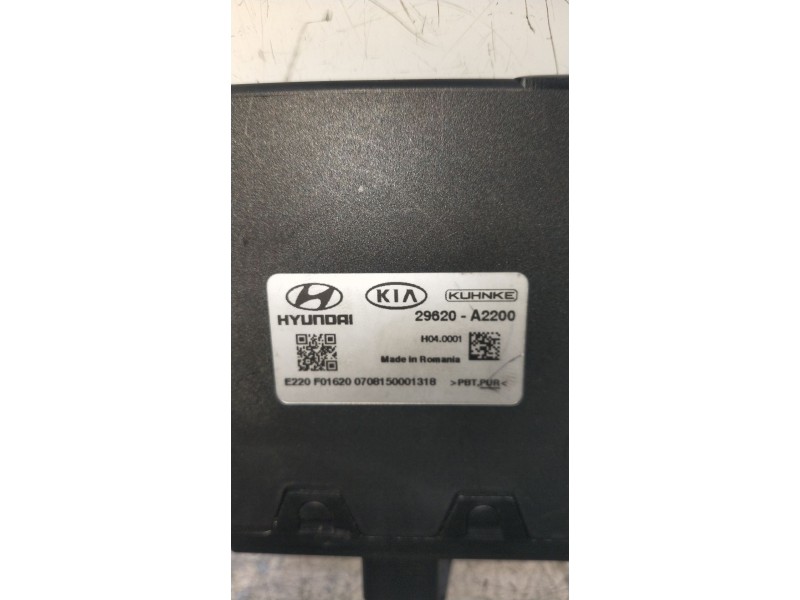 HYUNDAI KIA KUHNKE
29620 - A2200
H04.0001
Made in Romania
E220 F01620 0708150001318 >PBT,PUR<